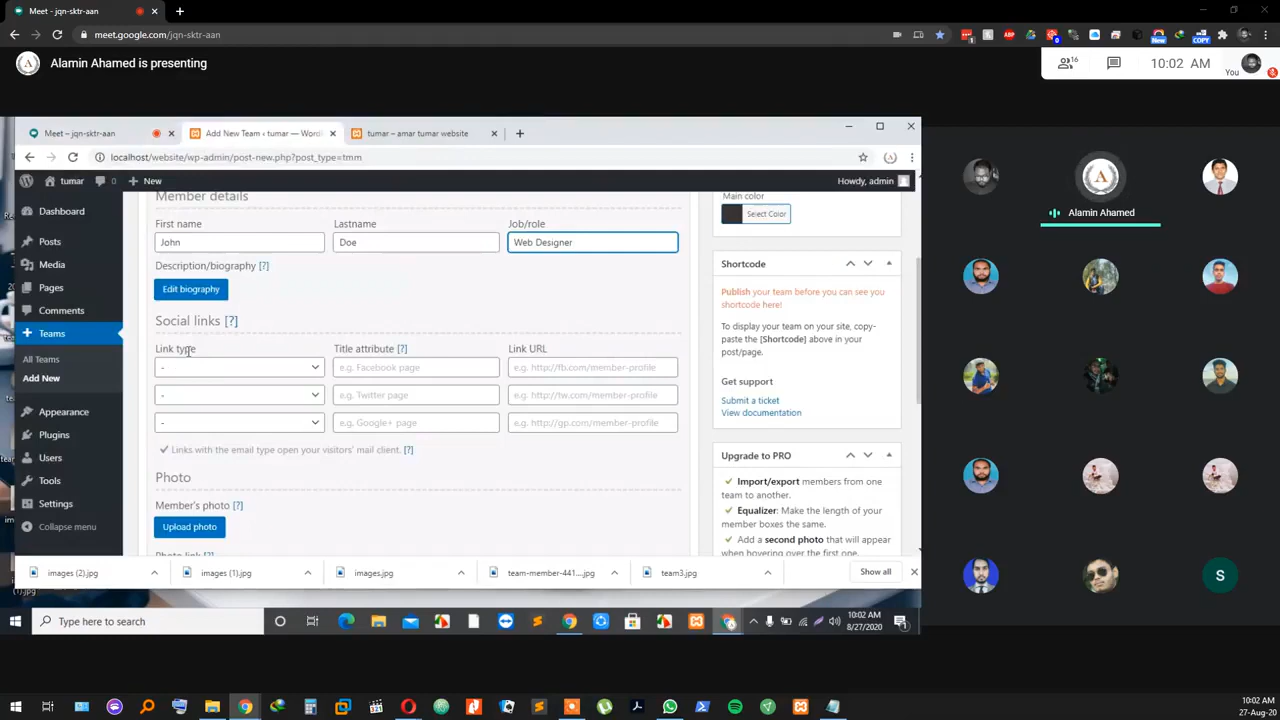 Meet - jqn-sktr-aan
meet.google.com/jqn-sktr-aan
New
COPY
Alamin Ahamed is presenting
16
10:02 AM
You
Meet – jqn-sktr-aan
Add New Team ‹ tumar — Word
tumar – amar tumar website
localhost/website/wp-admin/post-new.php?post_type=tmm
tumar
0
New
Howdy, admin
Dashboard
Posts
Media
Pages
Comments
Teams
All Teams
Add New
Appearance
Plugins
Users
Tools
Settings
Collapse menu
Member details
First name
Lastname
Job/role
John
Doe
Web Designer
Description/biography [?]
Edit biography
Social links [?]
Link type
Title attribute [?]
Link URL
-
e.g. Facebook page
e.g. http://fb.com/member-profile
-
e.g. Twitter page
e.g. http://tw.com/member-profile
-
e.g. Google+ page
e.g. http://gp.com/member-profile
Links with the email type open your visitors' mail client. [?]
Photo
Member's photo [?]
Upload photo
Photo link [?]
Main color
Select Color
Shortcode
Publish your team before you can see you
shortcode here!
To display your team on your site, copy-
paste the [Shortcode] above in your
post/page.
Get support
Submit a ticket
View documentation
Upgrade to PRO
Import/export members from one
team to another.
Equalizer: Make the length of your
member boxes the same.
Add a second photo that will appear
when hovering over the first one.
images (2).jpg
images (1).jpg
images.jpg
team-member-441....jpg
team3.jpg
Show all
(1).jpg
Type here to search
10:02 AM
8/27/2020
Alamin Ahamed
A
S
10:02 AM
27-Aug-20